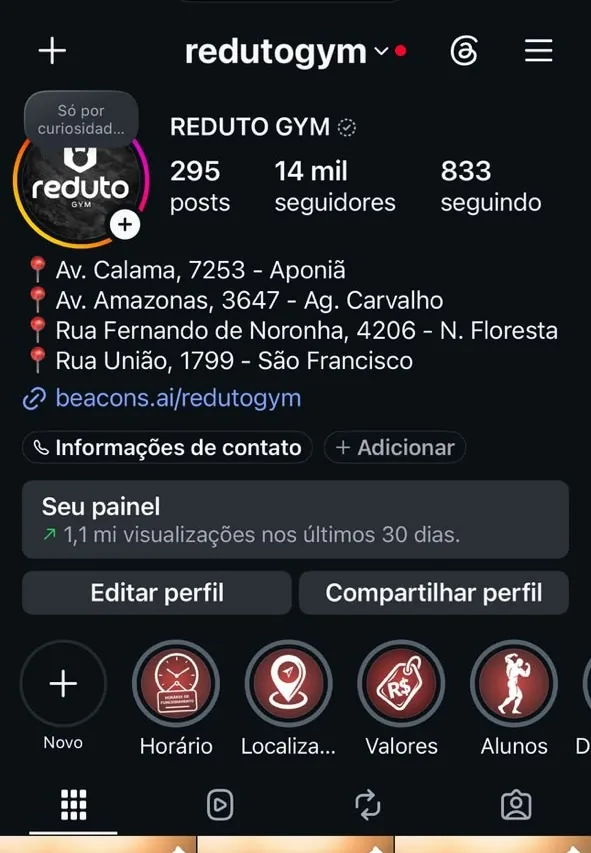 redutogym
Só por
curiosidad...
reduto
GYM
REDUTO GYM
295
posts
14 mil
seguidores
833
seguindo
Av. Calama, 7253 - Aponiã
Av. Amazonas, 3647 - Ag. Carvalho
Rua Fernando de Noronha, 4206 - N. Floresta
Rua União, 1799 - São Francisco
beacons.ai/redutogym
Informações de contato
+ Adicionar
Seu painel
1,1 mi visualizações nos últimos 30 dias.
Editar perfil
Compartilhar perfil
HORÁRIO DE
FUNCIONAMENTO
R$
Novo
Horário
Localiza...
Valores
Alunos
D